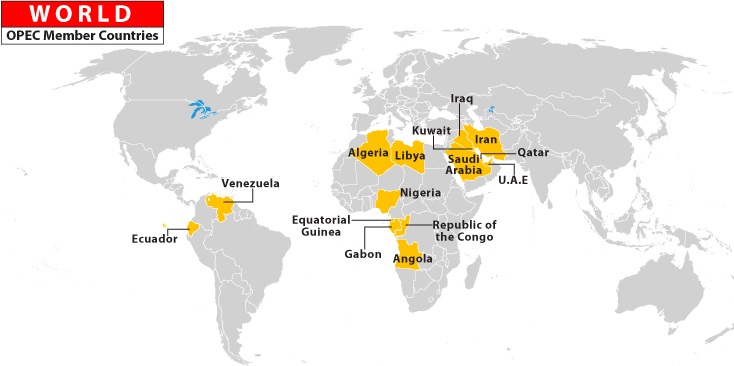 WORLD
OPEC Member Countries
Iraq
Kuwait
Iran
Algeria
Libya
Qatar
Saudi
Arabia
U.A.E
Venezuela
Nigeria
Equatorial
Guinea
Republic of
the Congo
Ecuador
Gabon
Angola